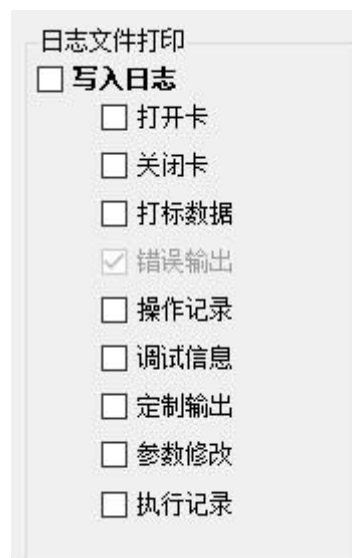 日志文件打印
写入日志
打开卡
关闭卡
打标数据
错误输出
操作记录
调试信息
定制输出
参数修改
执行记录